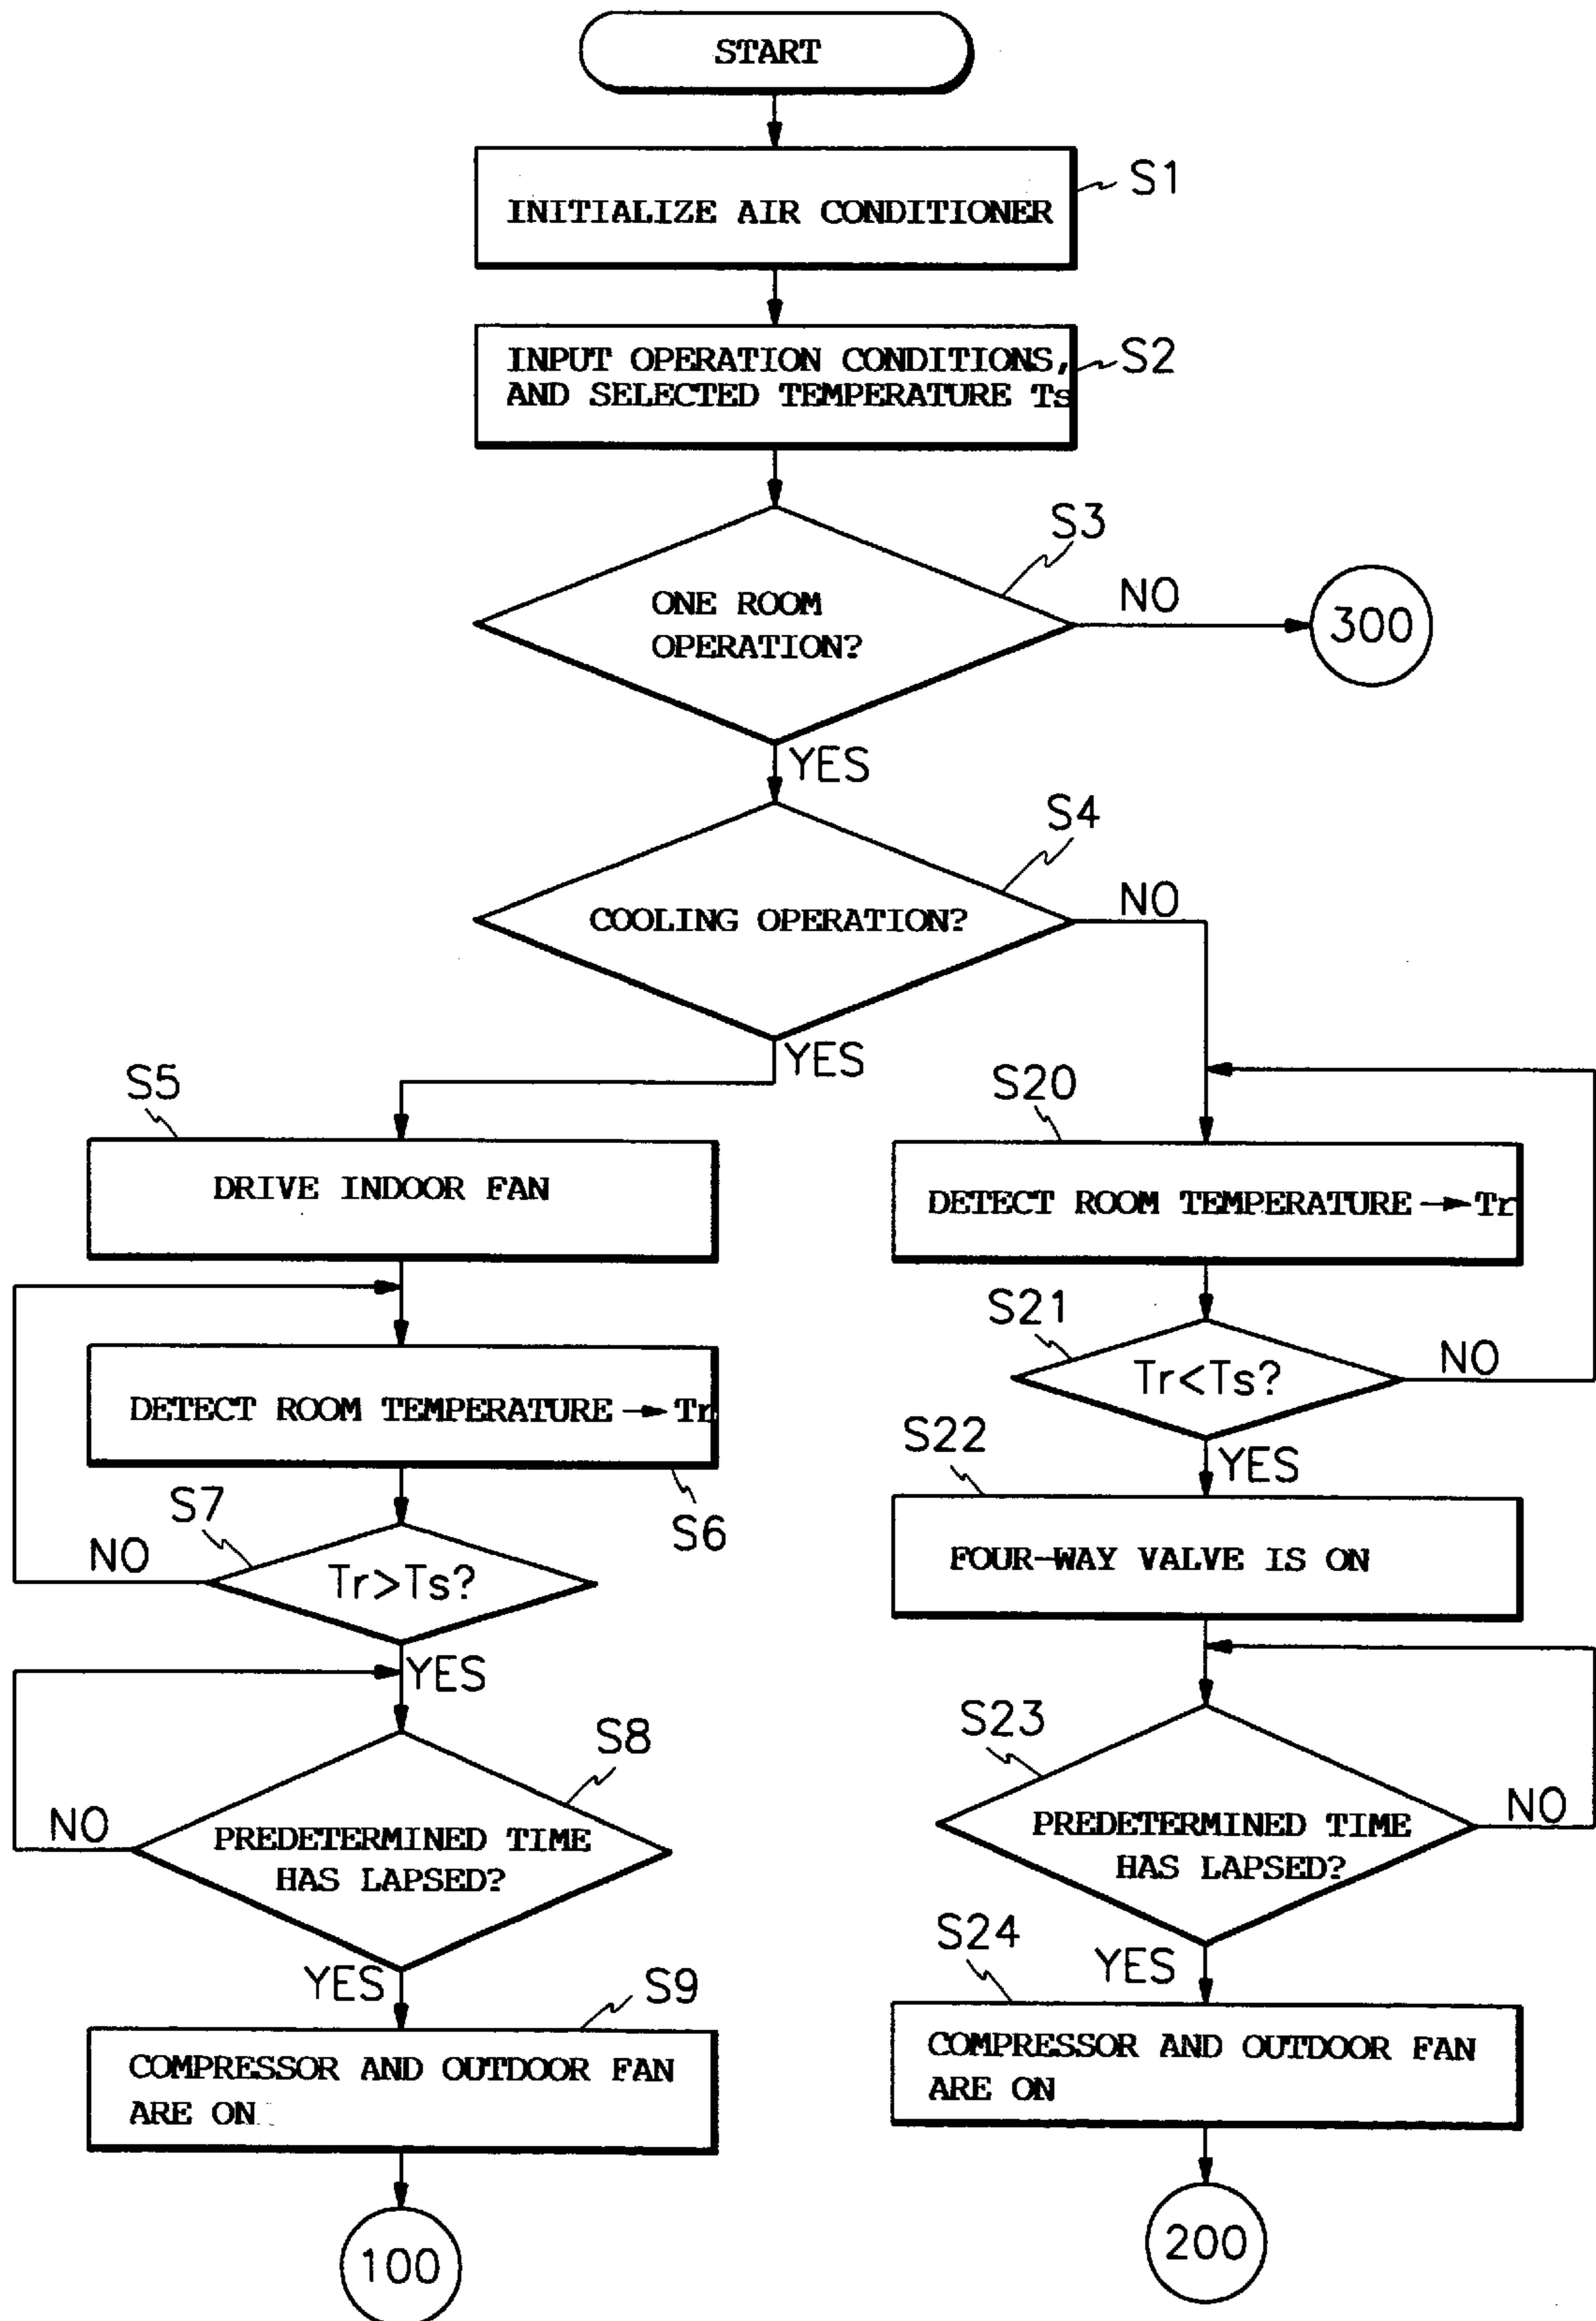 START
INITIALIZE AIR CONDITIONER
S1
INPUT OPERATION CONDITIONS,
AND SELECTED TEMPERATURE Ts
S2
S3
ONE ROOM
OPERATION?
NO
300
YES
S4
COOLING OPERATION?
NO
YES
S5
DRIVE INDOOR FAN
DETECT ROOM TEMPERATURE → Tr
S6
S7
Tr>Ts?
NO
YES
S8
PREDETERMINED TIME
HAS LAPSED?
NO
YES
S9
COMPRESSOR AND OUTDOOR FAN
ARE ON
100
S20
DETECT ROOM TEMPERATURE → Tr
S21
Tr<Ts?
NO
YES
S22
FOUR-WAY VALVE IS ON
S23
PREDETERMINED TIME
HAS LAPSED?
NO
YES
S24
COMPRESSOR AND OUTDOOR FAN
ARE ON
200